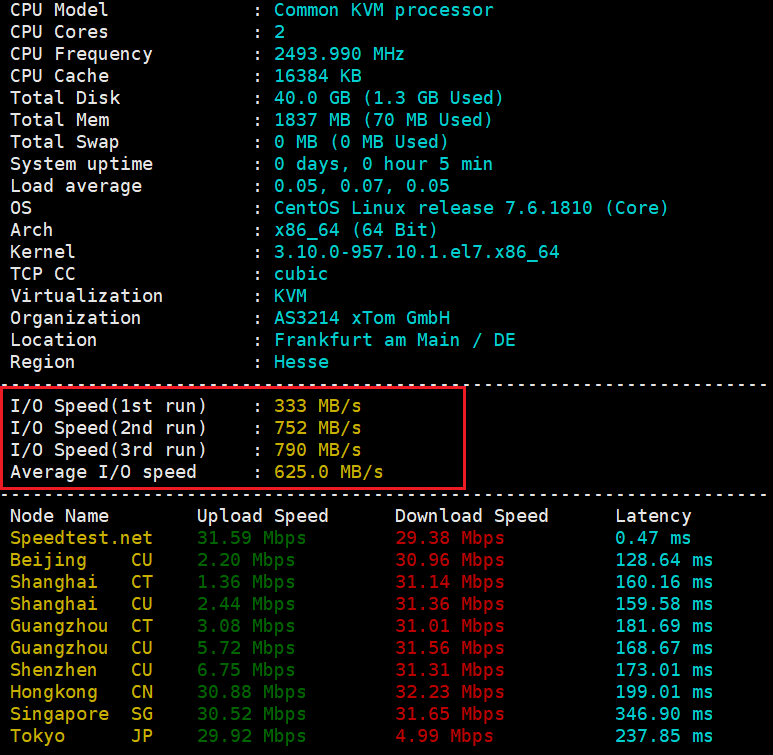 CPU Model : Common KVM processor
CPU Cores : 2
CPU Frequency : 2493.990 MHz
CPU Cache : 16384 KB
Total Disk : 40.0 GB (1.3 GB Used)
Total Mem : 1837 MB (70 MB Used)
Total Swap : 0 MB (0 MB Used)
System uptime : 0 days, 0 hour 5 min
Load average : 0.05, 0.07, 0.05
OS : CentOS Linux release 7.6.1810 (Core)
Arch : x86_64 (64 Bit)
Kernel : 3.10.0-957.10.1.el7.x86_64
TCP CC : cubic
Virtualization : KVM
Organization : AS3214 xTom GmbH
Location : Frankfurt am Main / DE
Region : Hesse
----------------------------------------------------------------------
I/O Speed(1st run) : 333 MB/s
I/O Speed(2nd run) : 752 MB/s
I/O Speed(3rd run) : 790 MB/s
Average I/O speed : 625.0 MB/s
----------------------------------------------------------------------
Node Name Upload Speed Download Speed Latency
Speedtest.net 31.59 Mbps 29.38 Mbps 0.47 ms
Beijing CU 2.20 Mbps 30.96 Mbps 128.64 ms
Shanghai CT 1.36 Mbps 31.14 Mbps 160.16 ms
Shanghai CU 2.44 Mbps 31.36 Mbps 159.58 ms
Guangzhou CT 3.08 Mbps 31.01 Mbps 181.69 ms
Guangzhou CU 5.72 Mbps 31.56 Mbps 168.67 ms
Shenzhen CU 6.75 Mbps 31.31 Mbps 173.01 ms
Hongkong CN 30.88 Mbps 32.23 Mbps 199.01 ms
Singapore SG 30.52 Mbps 31.65 Mbps 346.90 ms
Tokyo JP 29.92 Mbps 4.99 Mbps 237.85 ms